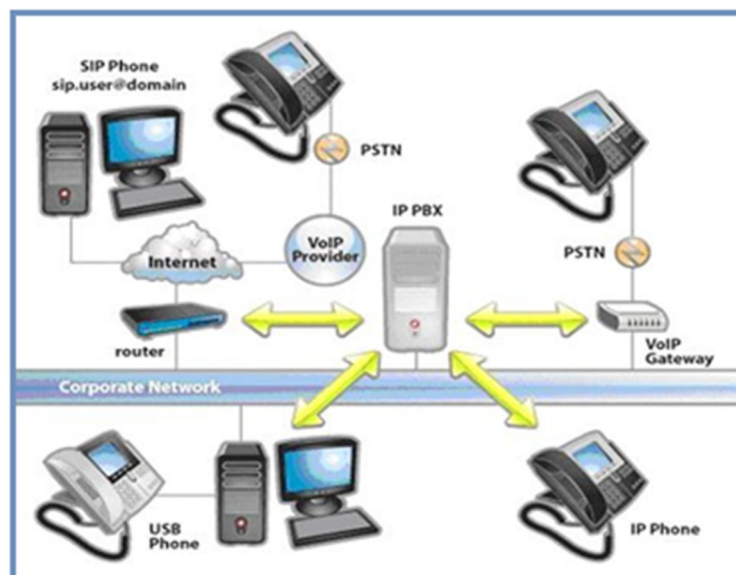 SIP Phone
sip.user@domain
PSTN
IP PBX
VoIP
Provider
Internet
PSTN
router
VoIP
Gateway
Corporate Network
USB
Phone
IP Phone